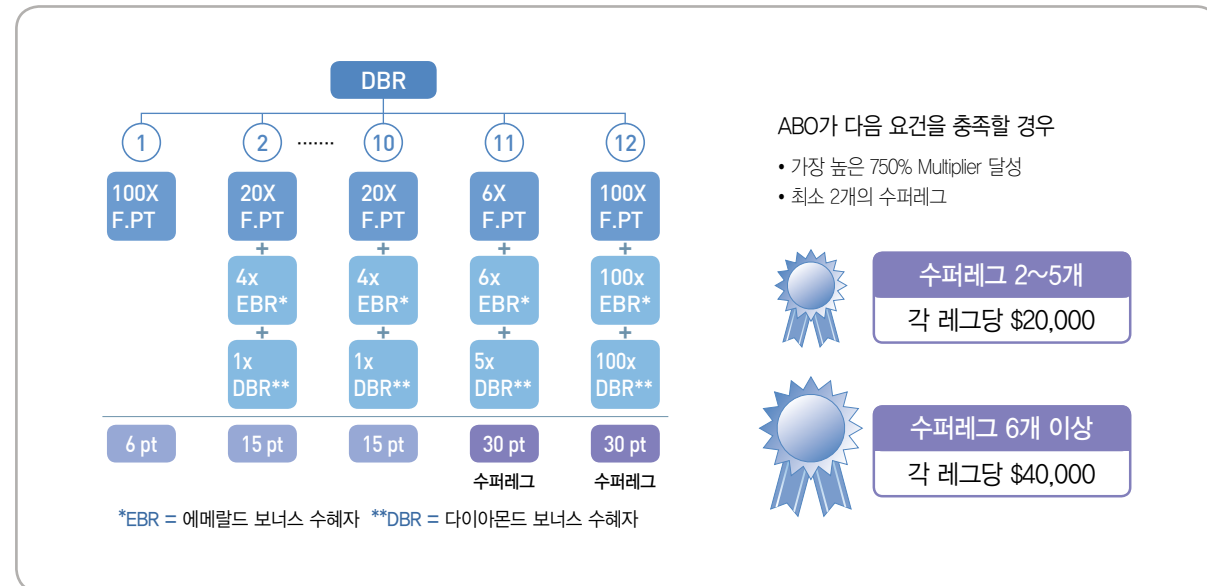 DBR
1 2 ······· 10 11 12
100X 20X 20X 6X 100X
F.PT F.PT F.PT F.PT F.PT
+ + + +
4x 4x 6x 100x
EBR* EBR* EBR* EBR*
+ + + +
1x 1x 5x 100x
DBR** DBR** DBR** DBR**
6 pt 15 pt 15 pt 30 pt 30 pt
수퍼레그 수퍼레그
*EBR = 에메랄드 보너스 수혜자 **DBR = 다이아몬드 보너스 수혜자
ABO가 다음 요건을 충족할 경우
• 가장 높은 750% Multiplier 달성
• 최소 2개의 수퍼레그
수퍼레그 2~5개
각 레그당 $20,000
수퍼레그 6개 이상
각 레그당 $40,000